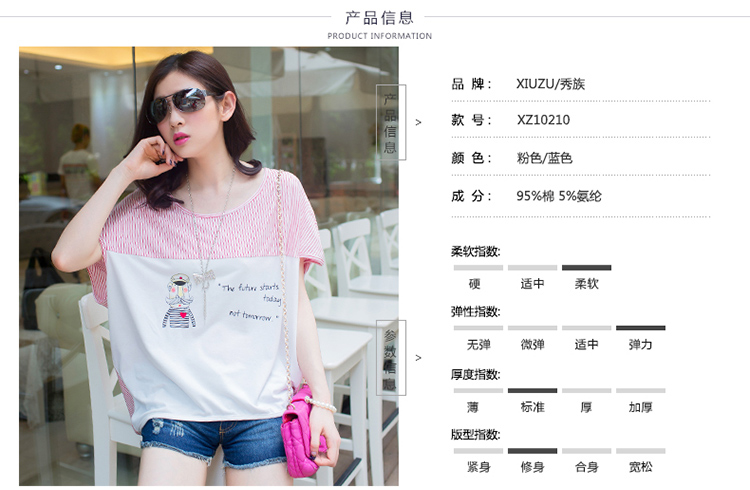 产品信息
PRODUCT INFORMATION
产品信息
>
品 牌： XIUZU/秀族
款 号： XZ10210
颜 色： 粉色/蓝色
成 分： 95%棉 5%氨纶
"The future starts
today
not tomorrow."
参数信息
>
柔软指数:
硬 适中 柔软
弹性指数:
无弹 微弹 适中 弹力
厚度指数:
薄 标准 厚 加厚
版型指数:
紧身 修身 合身 宽松